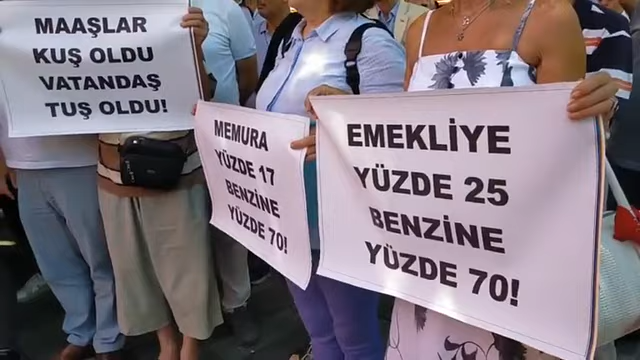 MAAŞLAR
KUŞ OLDU
VATANDAŞ
TUŞ OLDU!
MEMURA
YÜZDE 17
BENZİNE
YÜZDE 70!
EMEKLİYE
YÜZDE 25
BENZİNE
YÜZDE 70!